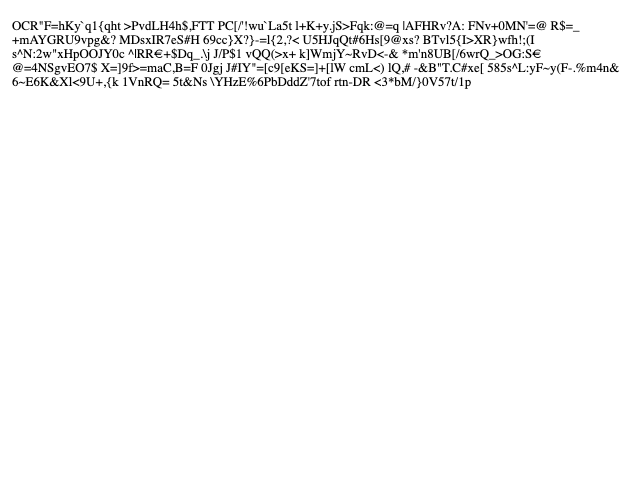 OCR"F=hKy`q1{qht >PvdLH4h$,FTT PC[/'!wu`La5t l+K+y,jS>Fqk:@=q lAFHRv?A: FNv+0MN'=@ R$=_
+mAYGRU9vpg&? MDsxIR7eS#H 69cc}X?}-=l{2,?< U5HJqQt#6Hs[9@xs? BTvl5{I>XR}wfh!;(I
s^N:2w"xHpOOJY0c ^lRR€+$Dq_.\j J/P$1 vQQ(>x+ k]WmjY~RvD<-& *m'n8UB[/6wrQ_>OG:S€
@=4NSgvEO7$ X=]9f>=maC,B=F 0Jgj J#IY"=[c9[eKS=]+[lW cmL<) lQ,# -&B"T.C#xe[ 585s^L:yF~y(F-.%m4n&
6~E6K&Xl<9U+,{k 1VnRQ= 5t&Ns \YHzE%6PbDddZ'7tof rtn-DR <3*bM/}0V57t/1p